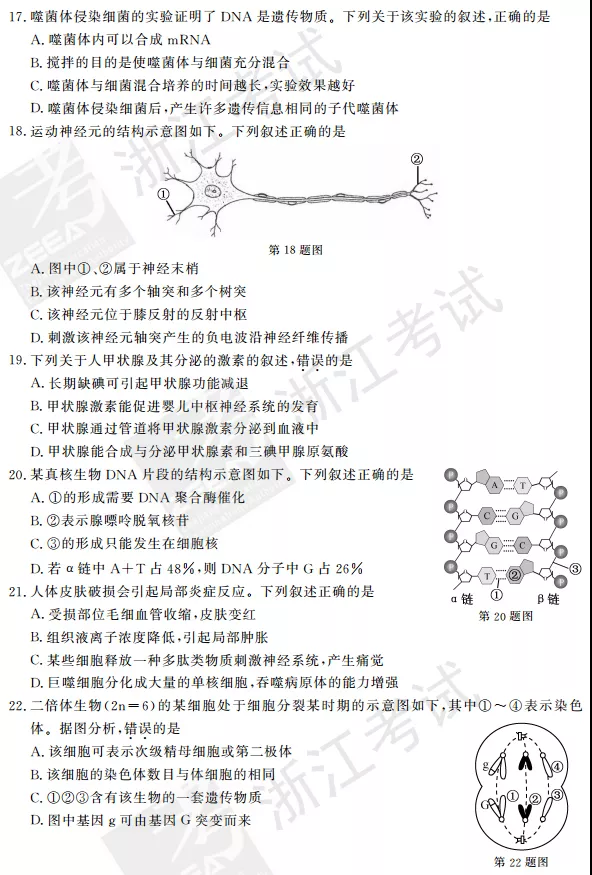 17. 噬菌体侵染细菌的实验证明了 DNA 是遗传物质。下列关于该实验的叙述,正确的是
A. 噬菌体内可以合成 mRNA
B. 搅拌的目的是使噬菌体与细菌充分混合
C. 噬菌体与细菌混合培养的时间越长,实验效果越好
D. 噬菌体侵染细菌后,产生许多遗传信息相同的子代噬菌体
18. 运动神经元的结构示意图如下。下列叙述正确的是
②
①
第 18 题图
A. 图中①、②属于神经末梢
B. 该神经元有多个轴突和多个树突
C. 该神经元位于膝反射的反射中枢
D. 刺激该神经元轴突产生的负电波沿神经纤维传播
19. 下列关于人甲状腺及其分泌的激素的叙述,错误的是
A. 长期缺碘可引起甲状腺功能减退
B. 甲状腺激素能促进婴儿中枢神经系统的发育
C. 甲状腺通过管道将甲状腺激素分泌到血液中
D. 甲状腺能合成与分泌甲状腺素和三碘甲腺原氨酸
20. 某真核生物 DNA 片段的结构示意图如下。下列叙述正确的是
A. ①的形成需要 DNA 聚合酶催化
B. ②表示腺嘌呤脱氧核苷
C. ③的形成只能发生在细胞核
D. 若 α 链中 A+T 占 48%,则 DNA 分子中 G 占 26%
A T
C G
G C
T ② ③
α 链 ① β 链
第 20 题图
21. 人体皮肤破损会引起局部炎症反应。下列叙述正确的是
A. 受损部位毛细血管收缩,皮肤变红
B. 组织液离子浓度降低,引起局部肿胀
C. 某些细胞释放一种多肽类物质刺激神经系统,产生痛觉
D. 巨噬细胞分化成大量的单核细胞,吞噬病原体的能力增强
22. 二倍体生物(2n=6)的某细胞处于细胞分裂某时期的示意图如下,其中①～④表示染色
体。据图分析,错误的是
A. 该细胞可表示次级精母细胞或第二极体
B. 该细胞的染色体数目与体细胞的相同
C. ①②③含有该生物的一套遗传物质
D. 图中基因 g 可由基因 G 突变而来
g ④
G ① ② ③
第 22 题图
浙江考试
浙江考试
浙江考试
考
ZEEA